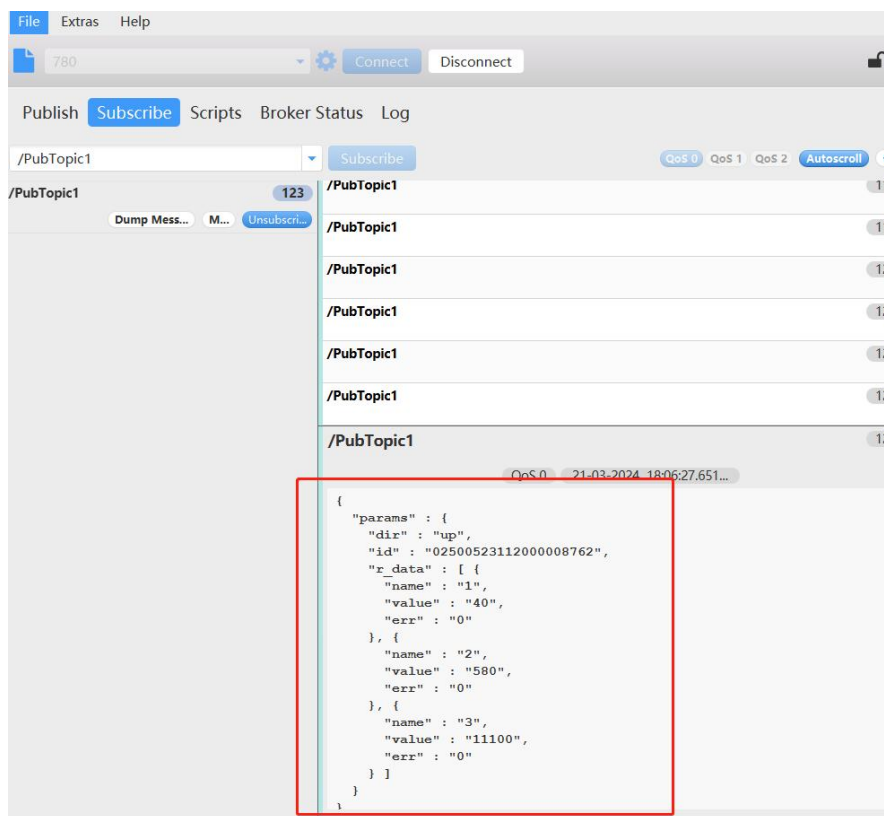 File Extras Help
780 Connect Disconnect
Publish Subscribe Scripts Broker Status Log
/PubTopic1 Subscribe QoS 0 QoS 1 QoS 2 Autoscroll
/PubTopic1 123
Dump Mess... M... Unsubscri...
/PubTopic1
/PubTopic1
/PubTopic1
/PubTopic1
/PubTopic1
/PubTopic1
/PubTopic1
QoS 0 21-03-2024 18:06:27.651...
{
"params" : {
"dir" : "up",
"id" : "02500523112000008762",
"r_data" : [ {
"name" : "1",
"value" : "40",
"err" : "0"
}, {
"name" : "2",
"value" : "580",
"err" : "0"
}, {
"name" : "3",
"value" : "11100",
"err" : "0"
} ]
}
}